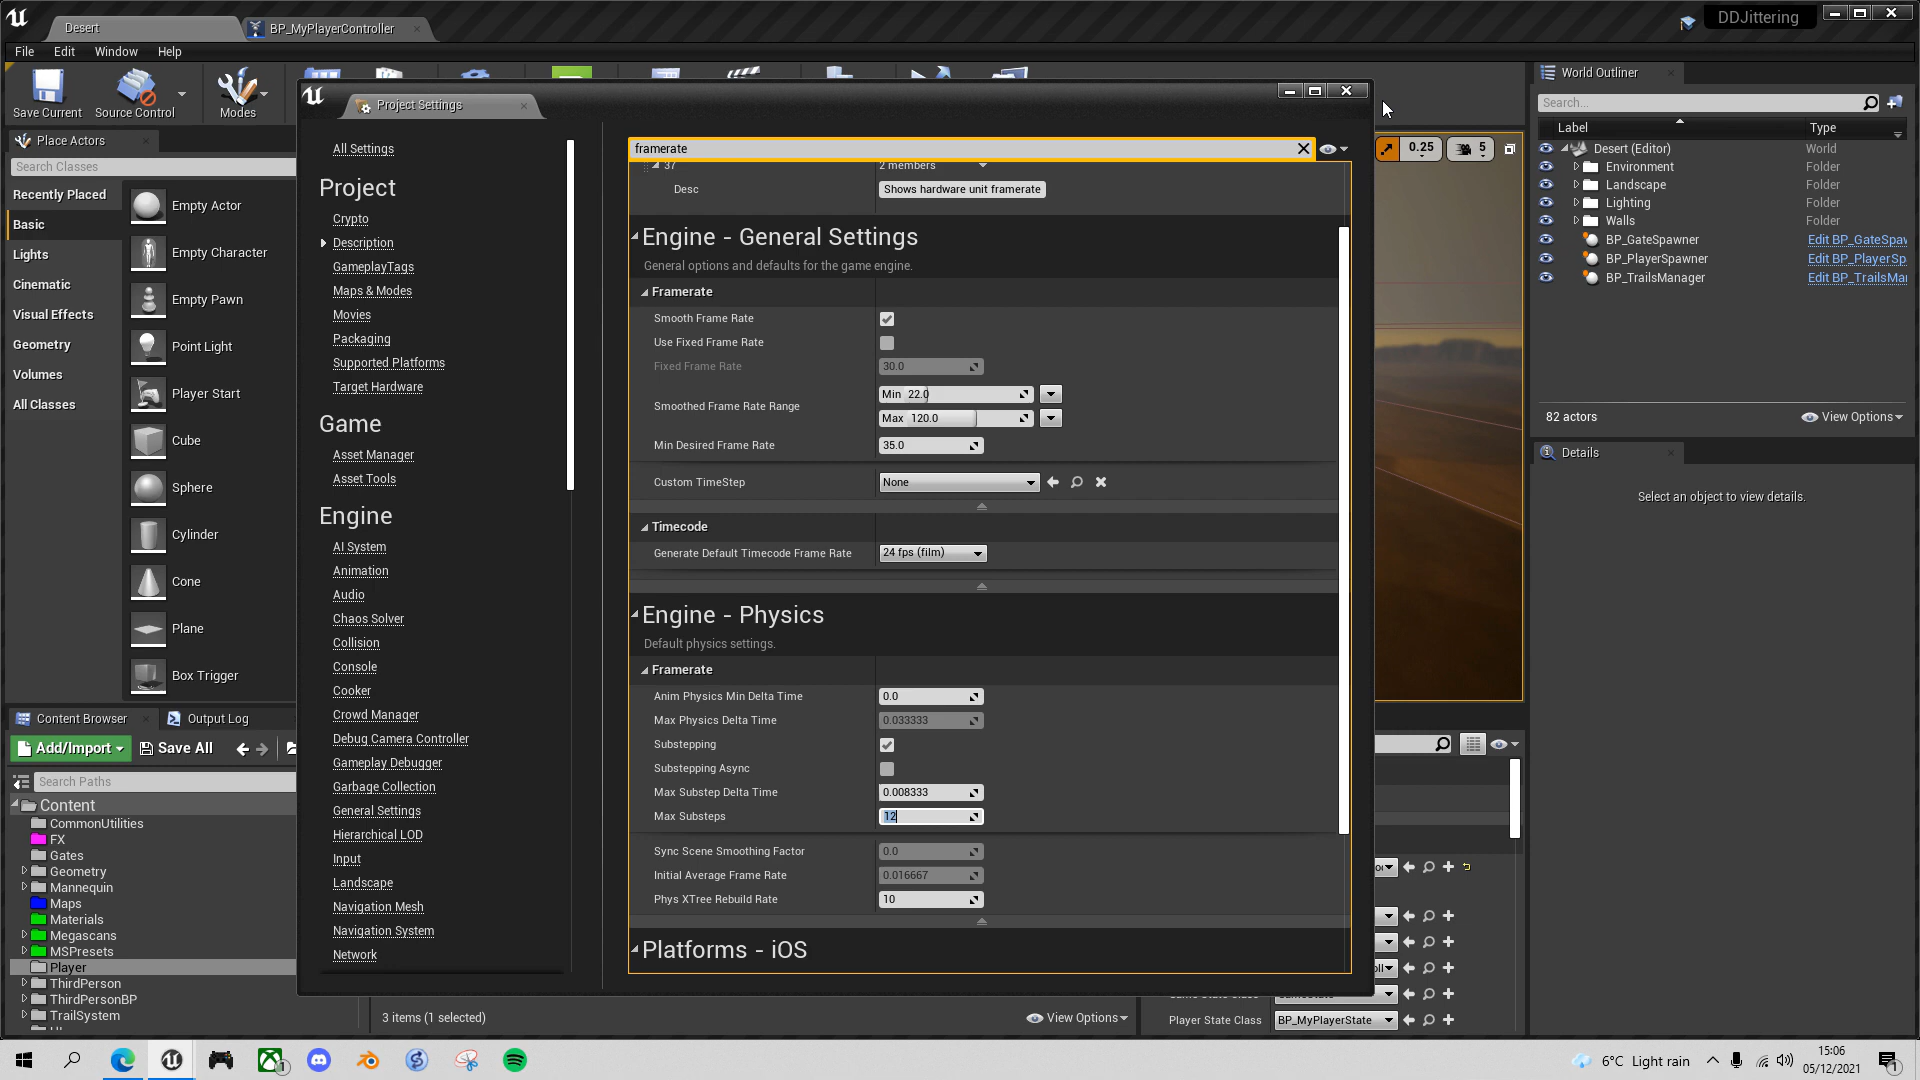 Desert
BP_MyPlayerController
DDJittering
File Edit Window Help
Save Current
Source Control
Modes
Place Actors
Search Classes
Recently Placed
Basic
Lights
Cinematic
Visual Effects
Geometry
Volumes
All Classes
Empty Actor
Empty Character
Empty Pawn
Point Light
Player Start
Cube
Sphere
Cylinder
Cone
Plane
Box Trigger
Content Browser
Output Log
Add/Import
Save All
Search Paths
Content
CommonUtilities
FX
Gates
Geometry
Mannequin
Maps
Materials
Megascans
MSPresets
Player
ThirdPerson
ThirdPersonBP
TrailSystem
Project Settings
All Settings
Project
Crypto
Description
GameplayTags
Maps & Modes
Movies
Packaging
Supported Platforms
Target Hardware
Game
Asset Manager
Asset Tools
Engine
AI System
Animation
Audio
Chaos Solver
Collision
Console
Cooker
Crowd Manager
Debug Camera Controller
Gameplay Debugger
Garbage Collection
General Settings
Hierarchical LOD
Input
Landscape
Navigation Mesh
Navigation System
Network
framerate
37 2 members
Desc Shows hardware unit framerate
Engine - General Settings
General options and defaults for the game engine.
Framerate
Smooth Frame Rate
Use Fixed Frame Rate
Fixed Frame Rate 30.0
Smoothed Frame Rate Range
Min 22.0
Max 120.0
Min Desired Frame Rate 35.0
Custom TimeStep None
Timecode
Generate Default Timecode Frame Rate 24 fps (film)
Engine - Physics
Default physics settings.
Framerate
Anim Physics Min Delta Time 0.0
Max Physics Delta Time 0.033333
Substepping
Substepping Async
Max Substep Delta Time 0.008333
Max Substeps 12
Sync Scene Smoothing Factor 0.0
Initial Average Frame Rate 0.016667
Phys XTree Rebuild Rate 10
Platforms - iOS
3 items (1 selected)
View Options
0.25
5
World Outliner
Search...
Label Type
Desert (Editor) World
Environment Folder
Landscape Folder
Lighting Folder
Walls Folder
BP_GateSpawner Edit BP_GateSpav
BP_PlayerSpawner Edit BP_PlayerSp
BP_TrailsManager Edit BP_TrailsMa
82 actors
View Options
Details
Select an object to view details.
Player State Class BP_MyPlayerState
6°C Light rain
15:06
05/12/2021
1
1